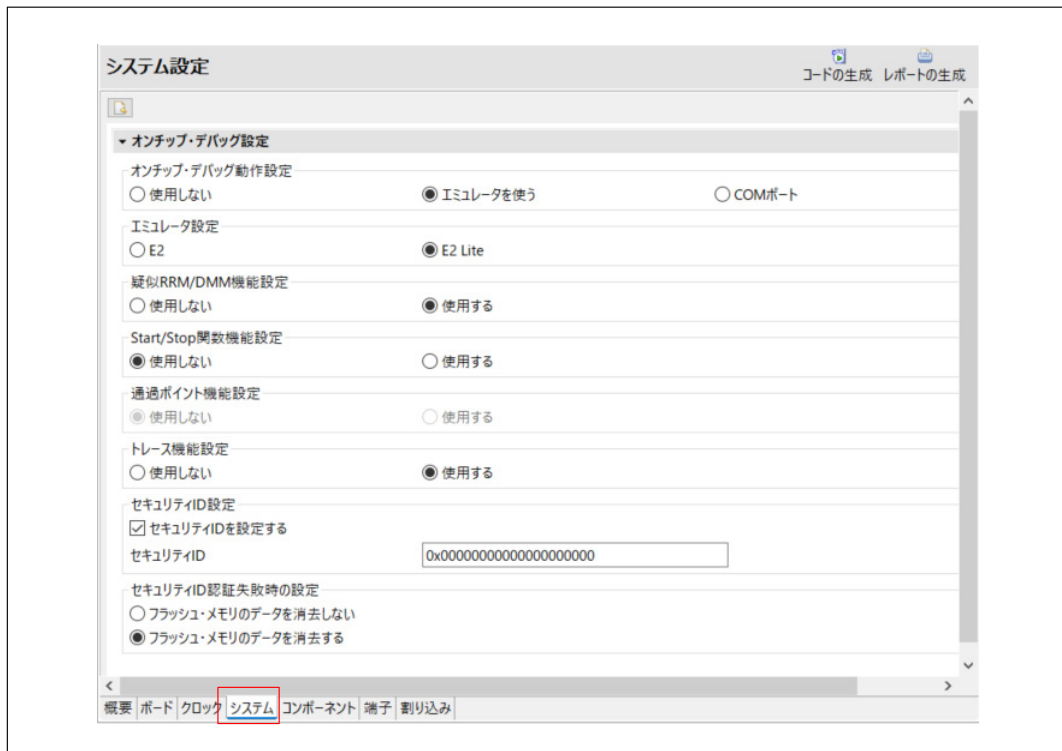 システム設定
コードの生成 レポートの生成
オンチップ・デバッグ設定
オンチップ・デバッグ動作設定
使用しない エミュレータを使う COMポート
エミュレータ設定
E2 E2 Lite
疑似RRM/DMM機能設定
使用しない 使用する
Start/Stop関数機能設定
使用しない 使用する
通過ポイント機能設定
使用しない 使用する
トレース機能設定
使用しない 使用する
セキュリティID設定
セキュリティIDを設定する
セキュリティID 0x00000000000000000000
セキュリティID認証失敗時の設定
フラッシュ・メモリのデータを消去しない
フラッシュ・メモリのデータを消去する
概要 ボード クロック システム コンポーネント 端子 割り込み